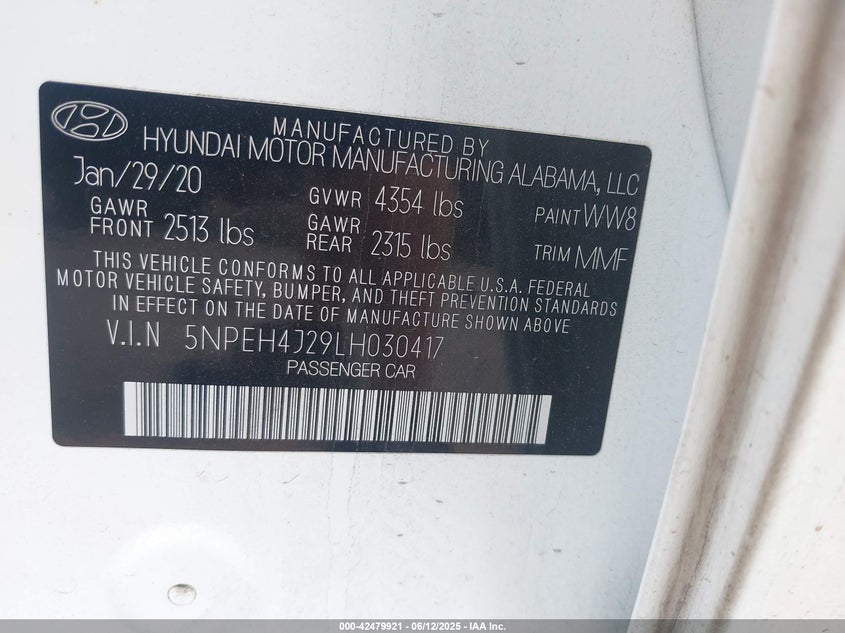 MANUFACTURED BY
HYUNDAI MOTOR MANUFACTURING ALABAMA, LLC
Jan/29/20 GVWR 4354 lbs PAINT WW8
GAWR FRONT 2513 lbs GAWR REAR 2315 lbs TRIM MMF
THIS VEHICLE CONFORMS TO ALL APPLICABLE U.S.A. FEDERAL
MOTOR VEHICLE SAFETY, BUMPER, AND THEFT PREVENTION STANDARDS
IN EFFECT ON THE DATE OF MANUFACTURE SHOWN ABOVE
V.I.N 5NPEH4J29LH030417
PASSENGER CAR
000-42479921 - 06/12/2025 - IAA Inc.